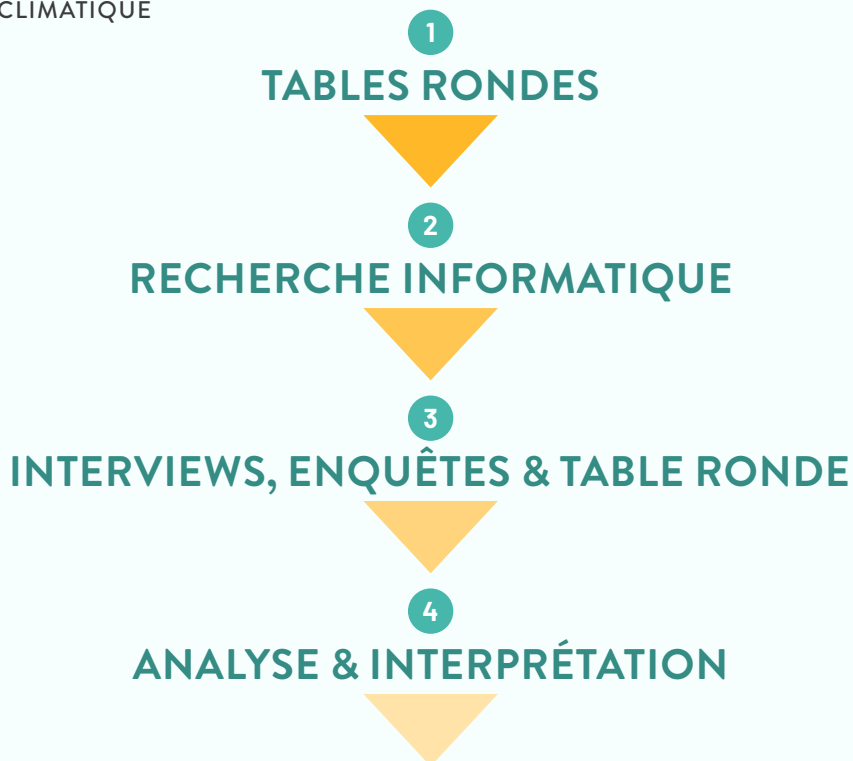 CLIMATIQUE
1
TABLES RONDES
2
RECHERCHE INFORMATIQUE
3
INTERVIEWS, ENQUÊTES & TABLE RONDE
4
ANALYSE & INTERPRÉTATION